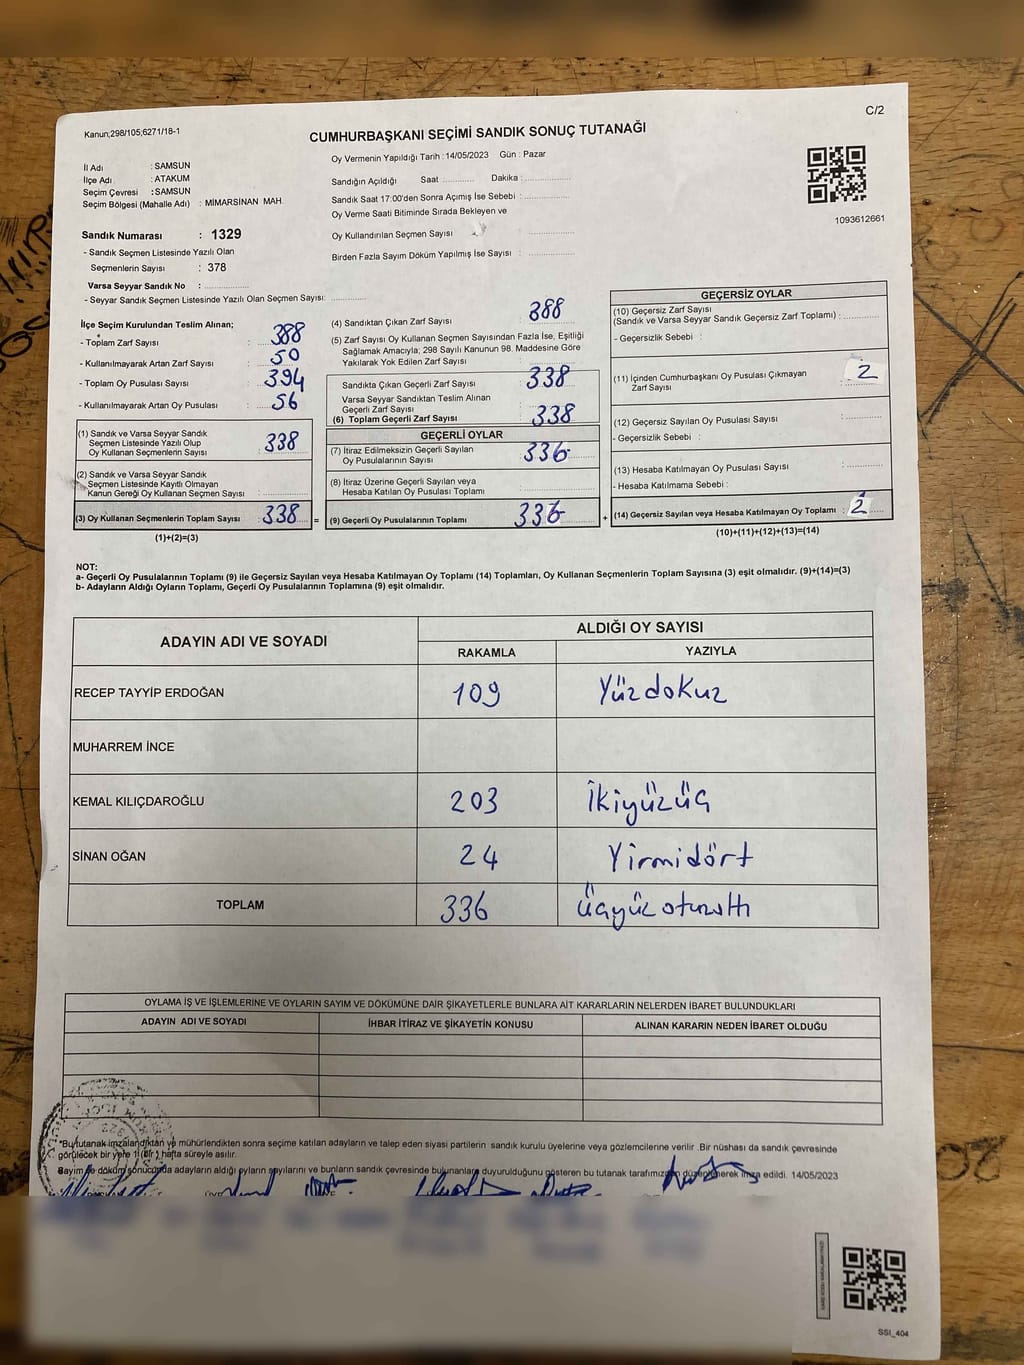 C/2
Kanun;298/105;6271/18-1
CUMHURBAŞKANI SEÇİMİ SANDIK SONUÇ TUTANAĞI
İl Adı : SAMSUN
İlçe Adı : ATAKUM
Seçim Çevresi : SAMSUN
Seçim Bölgesi (Mahalle Adı) : MİMARSİNAN MAH.
Sandık Numarası : 1329
- Sandık Seçmen Listesinde Yazılı Olan
Seçmenlerin Sayısı : 378
Varsa Seyyar Sandık No :
- Seyyar Sandık Seçmen Listesinde Yazılı Olan Seçmen Sayısı:
Oy Vermenin Yapıldığı Tarih :14/05/2023 Gün : Pazar
Sandığın Açıldığı Saat : Dakika :
Sandık Saat 17.00'den Sonra Açımış İse Sebebi :
Oy Verme Saati Bitiminde Sırada Bekleyen ve
Oy Kullandırılan Seçmen Sayısı
Birden Fazla Sayım Döküm Yapılmış İse Sayısı :
1093612661
İlçe Seçim Kurulundan Teslim Alınan;
- Toplam Zarf Sayısı : 388
- Kullanılmayarak Artan Zarf Sayısı : 50
- Toplam Oy Pusulası Sayısı : 394
- Kullanılmayarak Artan Oy Pusulası : 56
(1) Sandık ve Varsa Seyyar Sandık
Seçmen Listesinde Yazılı Olup
Oy Kullanan Seçmenlerin Sayısı : 338
(2) Sandık ve Varsa Seyyar Sandık
Seçmen Listesinde Kayıtlı Olmayan
Kanun Gereği Oy Kullanan Seçmen Sayısı :
(3) Oy Kullanan Seçmenlerin Toplam Sayısı : 338 =
(1)+(2)=(3)
(4) Sandıktan Çıkan Zarf Sayısı : 388
(5) Zarf Sayısı Oy Kullanan Seçmen Sayısından Fazla İse, Eşitliği
Sağlamak Amacıyla; 298 Sayılı Kanunun 98. Maddesine Göre
Yakılarak Yok Edilen Zarf Sayısı :
Sandıkta Çıkan Geçerli Zarf Sayısı : 338
Varsa Seyyar Sandıktan Teslim Alınan
Geçerli Zarf Sayısı
(6) Toplam Geçerli Zarf Sayısı : 338
GEÇERLİ OYLAR
(7) İtiraz Edilmeksizin Geçerli Sayılan
Oy Pusulalarının Sayısı : 336
(8) İtiraz Üzerine Geçerli Sayılan veya
Hesaba Katılan Oy Pusulası Toplamı :
(9) Geçerli Oy Pusulalarının Toplamı : 336 +
GEÇERSİZ OYLAR
(10) Geçersiz Zarf Sayısı
(Sandık ve Varsa Seyyar Sandık Geçersiz Zarf Toplamı) :
- Geçersizlik Sebebi :
(11) İçinden Cumhurbaşkanı Oy Pusulası Çıkmayan
Zarf Sayısı : 2
(12) Geçersiz Sayılan Oy Pusulası Sayısı :
- Geçersizlik Sebebi :
(13) Hesaba Katılmayan Oy Pusulası Sayısı :
- Hesaba Katılmama Sebebi :
(14) Geçersiz Sayılan veya Hesaba Katılmayan Oy Toplamı : 2
(10)+(11)+(12)+(13)=(14)
NOT:
a- Geçerli Oy Pusulalarının Toplamı (9) ile Geçersiz Sayılan veya Hesaba Katılmayan Oy Toplamı (14) Toplamları, Oy Kullanan Seçmenlerin Toplam Sayısına (3) eşit olmalıdır. (9)+(14)=(3)
b- Adayların Aldığı Oyların Toplamı, Geçerli Oy Pusulalarının Toplamına (9) eşit olmalıdır.
ADAYIN ADI VE SOYADI ALDIĞI OY SAYISI
RAKAMLA YAZIYLA
RECEP TAYYİP ERDOĞAN 109 Yüzdokuz
MUHARREM İNCE
KEMAL KILIÇDAROĞLU 203 İkiyüzüç
SİNAN OĞAN 24 Yirmidört
TOPLAM 336 Üçyüzotuzaltı
OYLAMA İŞ VE İŞLEMLERİNE VE OYLARIN SAYIM VE DÖKÜMÜNE DAİR ŞİKAYETLERLE BUNLARA AİT KARARLARIN NELERDEN İBARET BULUNDUKLARI
ADAYIN ADI VE SOYADI İHBAR İTİRAZ VE ŞİKAYETİN KONUSU ALINAN KARARIN NEDEN İBARET OLDUĞU
*Bu tutanak imzalandıktan ve mühürlendikten sonra seçime katılan adayların ve talep eden siyasi partilerin sandık kurulu üyelerine veya gözlemcilerine verilir. Bir nüshası da sandık çevresinde
görülecek bir yere 1 (Bir) hafta süreyle asılır.
Sayım ve döküm sonucunda adayların aldığı oyların sayılarını ve bunların sandık çevresinde bulunanlara duyurulduğunu gösteren bu tutanak tarafımızdan düzenlenerek imza edildi. 14/05/2023
SSI_404